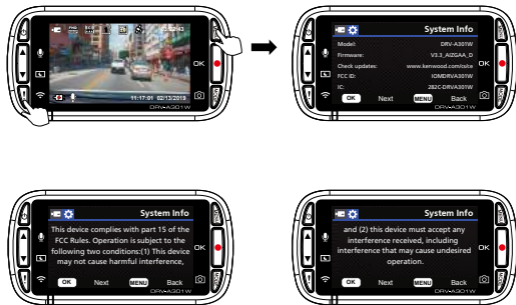 12:43
OK
11:17:01 02/13/2019
DRV-A301W
System Info
Model: DRV-A301W
Firmware: V3.3_AIZGAA_D
Check updates: www.kenwood.com/cs/ce
FCC ID: IOMDRVA301W
IC: 282C-DRVA301W
OK Next MENU Back
OK
DRV-A301W
System Info
This device complies with part 15 of the
FCC Rules. Operation is subject to the
following two conditions:(1) This device
may not cause harmful interference,
OK Next MENU Back
OK
DRV-A301W
System Info
and (2) this device must accept any
interference received, including
interference that may cause undesired
operation.
OK Next MENU Back
OK
DRV-A301W